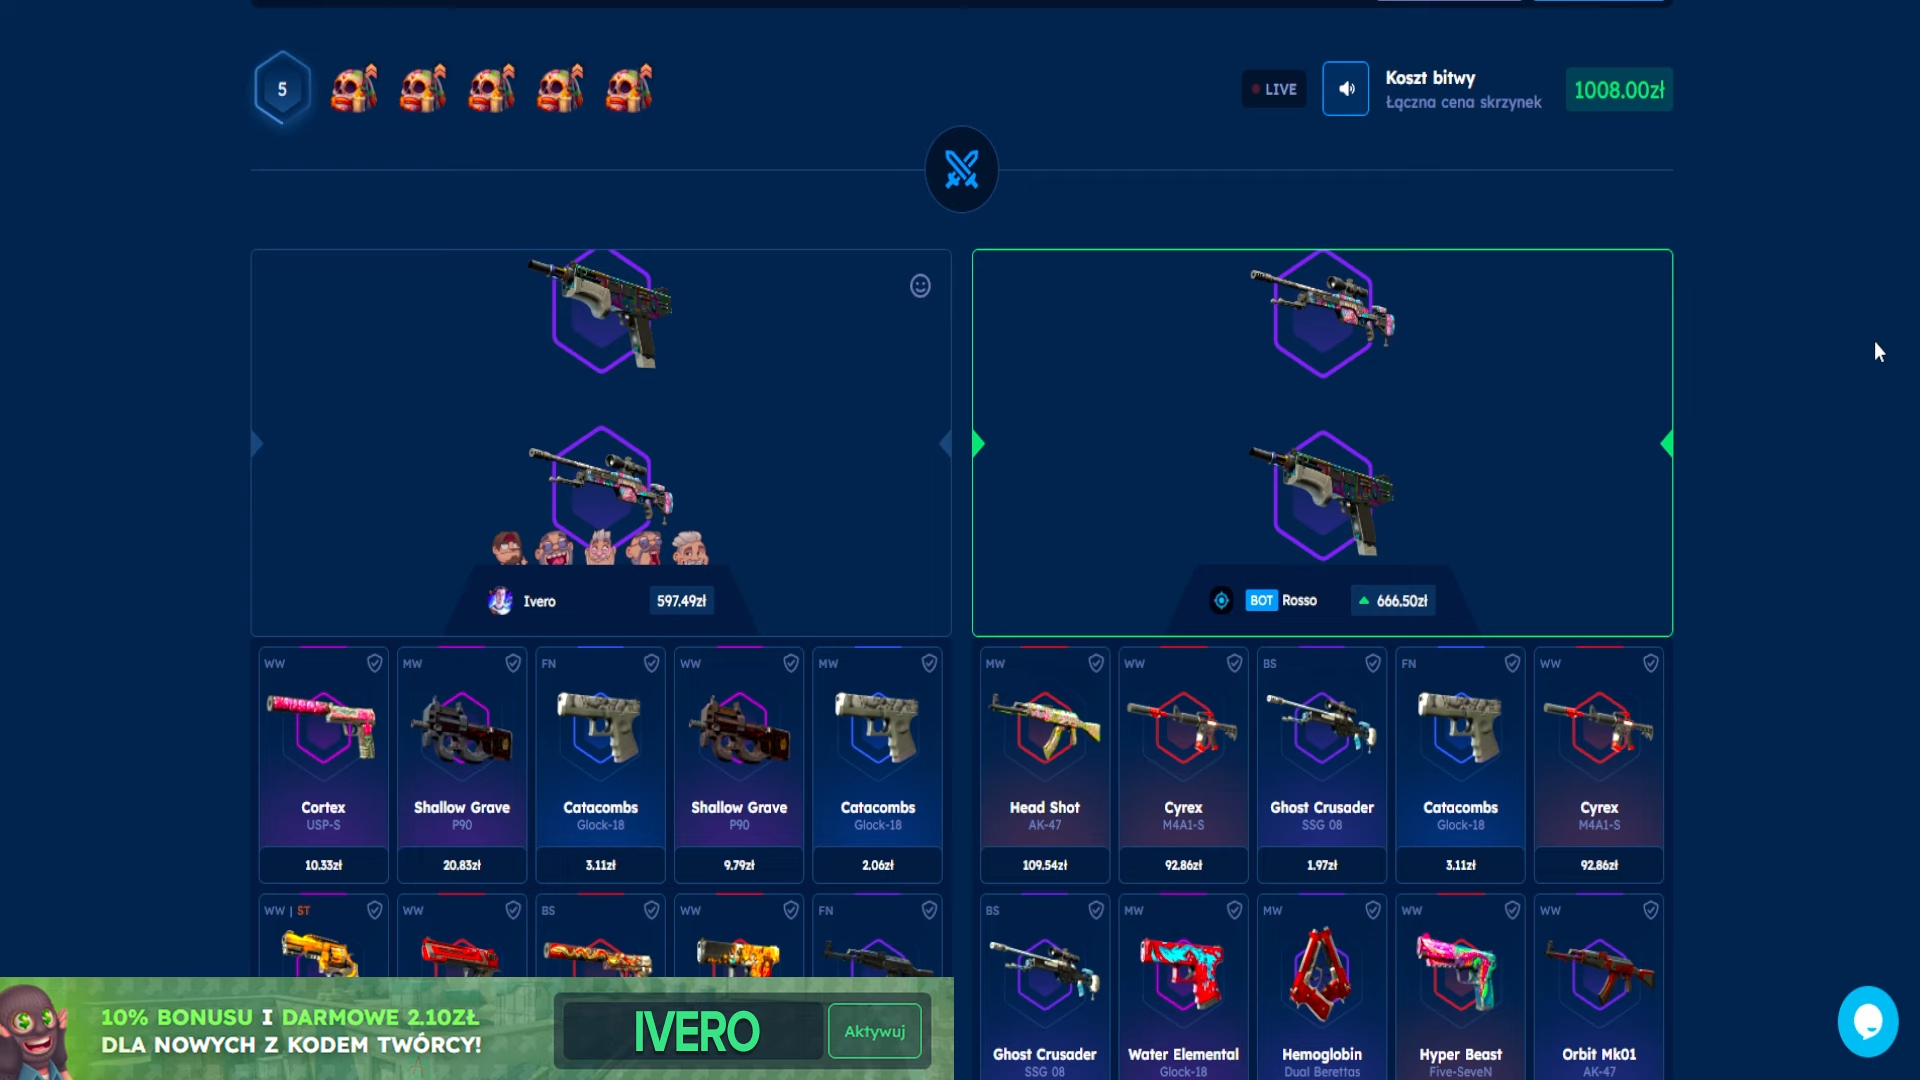 5
LIVE
Koszt bitwy
Łączna cena skrzynek
1008.00zł
Ivero
597.49zł
BOT Rosso
666.50zł
WW
MW
FN
WW
MW
Cortex
USP-S
10.33zł
Shallow Grave
P90
20.83zł
Catacombs
Glock-18
3.11zł
Shallow Grave
P90
9.79zł
Catacombs
Glock-18
2.06zł
MW
WW
BS
FN
WW
Head Shot
AK-47
109.54zł
Cyrex
M4A1-S
92.86zł
Ghost Crusader
SSG 08
1.97zł
Catacombs
Glock-18
3.11zł
Cyrex
M4A1-S
92.86zł
WW | ST
WW
BS
WW
FN
BS
MW
MW
WW
WW
Ghost Crusader
SSG 08
Water Elemental
Glock-18
Hemoglobin
Dual Berettas
Hyper Beast
Five-SeveN
Orbit Mk01
AK-47
10% BONUSU I DARMOWE 2.10ZŁ
DLA NOWYCH Z KODEM TWÓRCY!
IVERO
Aktywuj